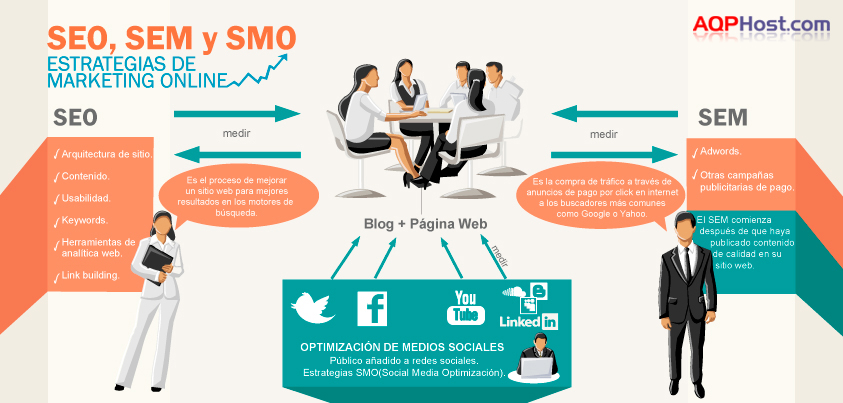 AQPHost.com
SEO, SEM y SMO
ESTRATEGIAS DE
MARKETING ONLINE
SEO
medir
Arquitectura de sitio.
Contenido.
Usabilidad.
Keywords.
Herramientas de
analítica web.
Link building.
Es el proceso de mejorar
un sitio web para mejores
resultados en los motores de
búsqueda.
Blog + Página Web
medir
SEM
Adwords.
Otras campañas
publicitarias de pago.
Es la compra de tráfico a través de
anuncios de pago por click en internet
a los buscadores más comunes
como Google o Yahoo.
El SEM comienza
después de que haya
publicado contenido
de calidad en su
sitio web.
medir
f
You
Tube
Linked in
OPTIMIZACIÓN DE MEDIOS SOCIALES
Público añadido a redes sociales.
Estrategias SMO(Social Media Optimización).